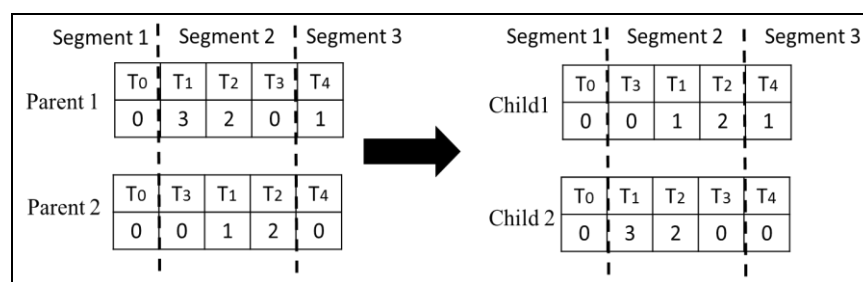 Segment 1 Segment 2 Segment 3 Segment 1 Segment 2 Segment 3
Parent 1
T0 T1 T2 T3 T4
0 3 2 0 1
Child1
T0 T3 T1 T2 T4
0 0 1 2 1
Parent 2
T0 T3 T1 T2 T4
0 0 1 2 0
Child 2
T0 T1 T2 T3 T4
0 3 2 0 0